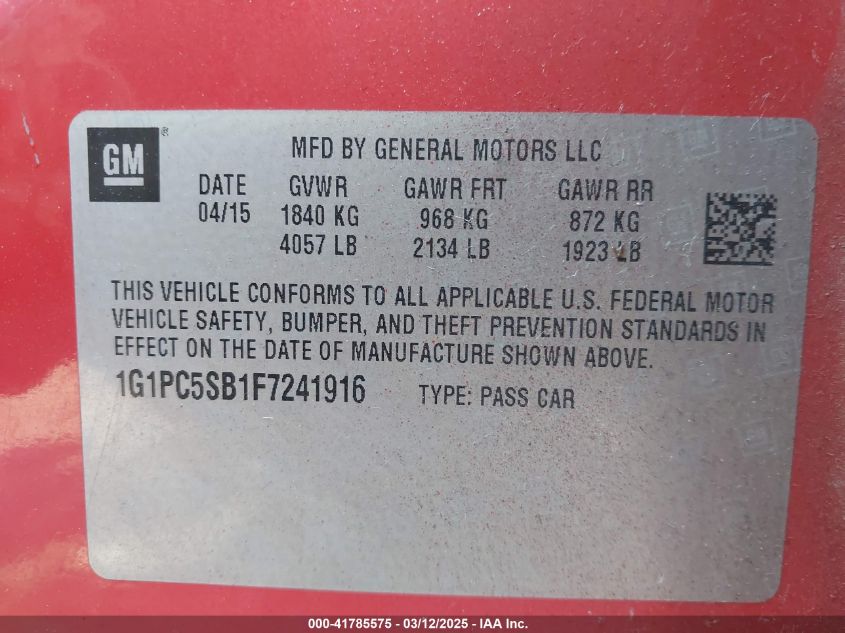 GM®
MFD BY GENERAL MOTORS LLC
DATE GVWR GAWR FRT GAWR RR
04/15 1840 KG 968 KG 872 KG
4057 LB 2134 LB 1923 LB
THIS VEHICLE CONFORMS TO ALL APPLICABLE U.S. FEDERAL MOTOR
VEHICLE SAFETY, BUMPER, AND THEFT PREVENTION STANDARDS IN
EFFECT ON THE DATE OF MANUFACTURE SHOWN ABOVE.
1G1PC5SB1F7241916 TYPE: PASS CAR
000-41785575 - 03/12/2025 - IAA Inc.